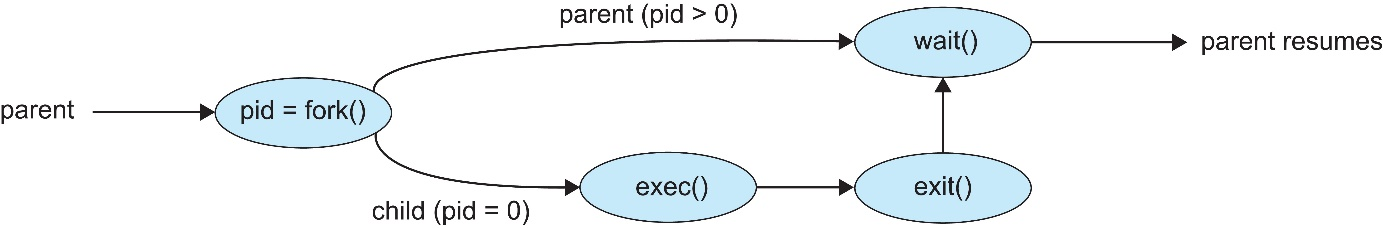 parent (pid > 0)
wait()
parent resumes
parent
pid = fork()
exec()
exit()
child (pid = 0)